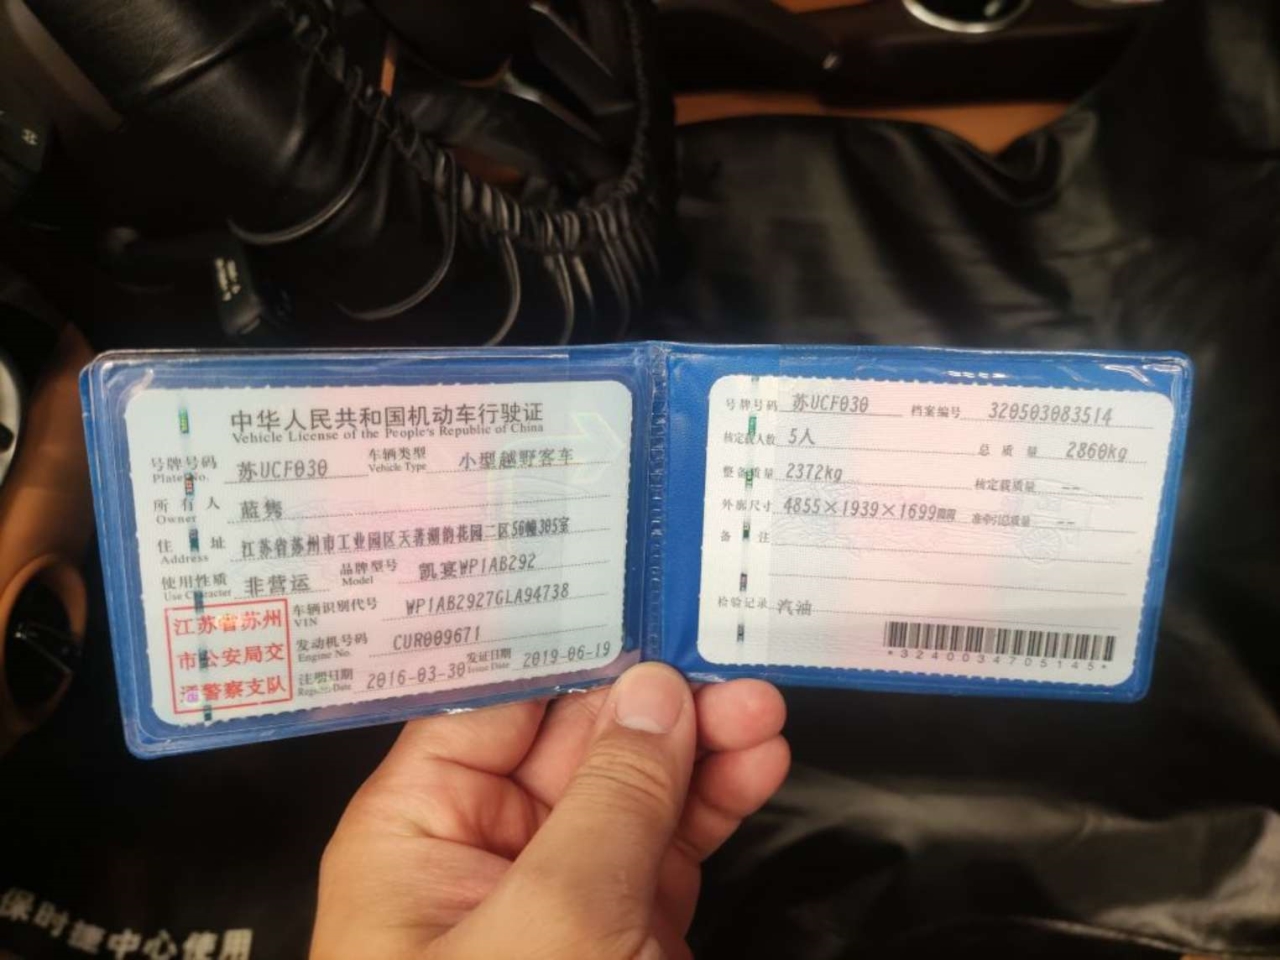 中华人民共和国机动车行驶证
Vehicle License of the People's Republic of China
号牌号码 苏UCF030 车辆类型 小型越野客车
Plate No. Vehicle Type
所有人 蓝隽
Owner
住址 江苏省苏州市工业园区天著湖韵花园二区56幢305室
Address
使用性质 非营运 品牌型号 凯宴WP1AB292
Use Character Model
车辆识别代号 WP1AB2927GLA94738
VIN
发动机号码 CUR009671
Engine No.
注册日期 2016-03-30 发证日期 2019-06-19
Register Date Issue Date
江苏省苏州
市公安局交
通警察支队
号牌号码 苏UCF030 档案编号 320503083514
核定载人数 5人 总质量 2860kg
整备质量 2372kg 核定载质量 --
外廓尺寸 4855×1939×1699mm 准牵引总质量 --
备注
检验记录 汽油
*3240034705145*
保时捷中心使用